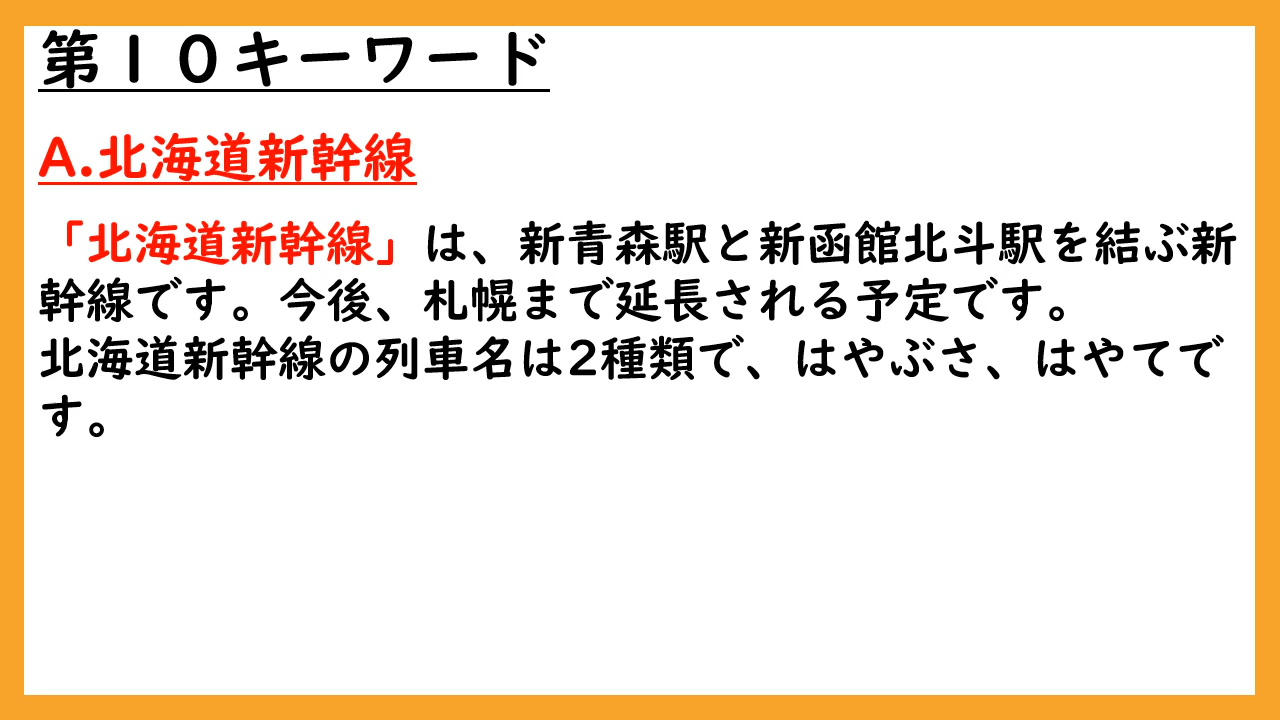 第１０キーワード
A.北海道新幹線
「北海道新幹線」は、新青森駅と新函館北斗駅を結ぶ新
幹線です。今後、札幌まで延長される予定です。
北海道新幹線の列車名は2種類で、はやぶさ、はやてで
す。